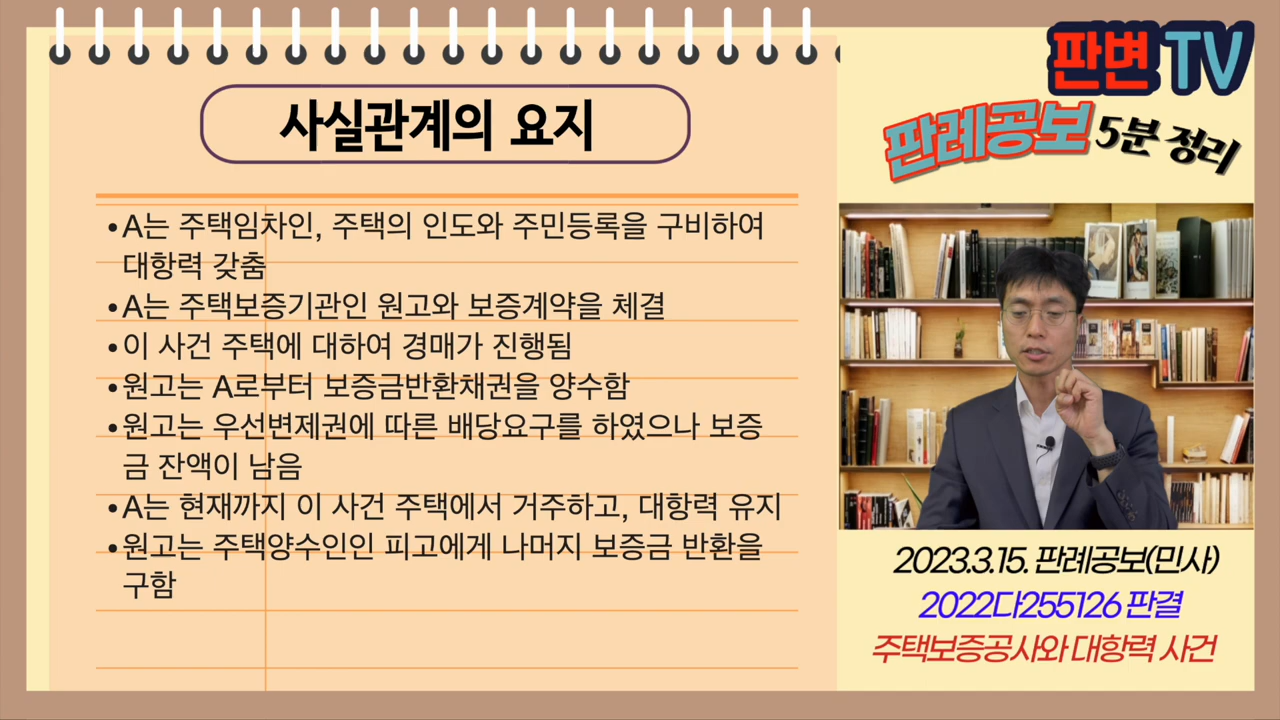 판변 TV
판례공보 5분 정리
사실관계의 요지
•A는 주택임차인, 주택의 인도와 주민등록을 구비하여
대항력 갖춤
•A는 주택보증기관인 원고와 보증계약을 체결
•이 사건 주택에 대하여 경매가 진행됨
•원고는 A로부터 보증금반환채권을 양수함
•원고는 우선변제권에 따른 배당요구를 하였으나 보증
금 잔액이 남음
•A는 현재까지 이 사건 주택에서 거주하고, 대항력 유지
•원고는 주택양수인인 피고에게 나머지 보증금 반환을
구함
2023.3.15. 판례공보(민사)
2022다255126 판결
주택보증공사와 대항력 사건